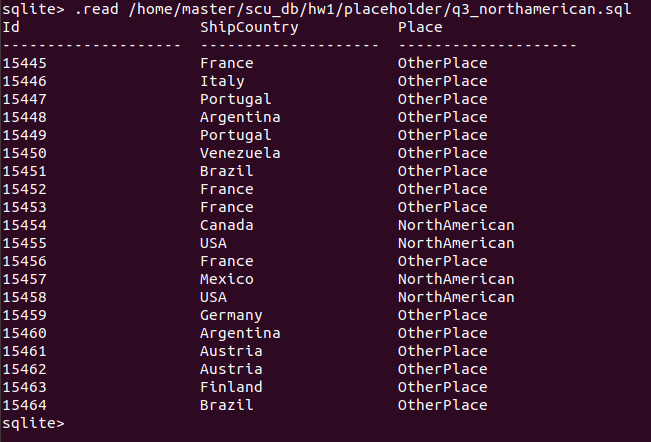 sqlite> .read /home/master/scu_db/hw1/placeholder/q3_northamerican.sql
Id                    ShipCountry           Place
--------------------  --------------------  --------------------
15445                 France                OtherPlace
15446                 Italy                 OtherPlace
15447                 Portugal              OtherPlace
15448                 Argentina             OtherPlace
15449                 Portugal              OtherPlace
15450                 Venezuela             OtherPlace
15451                 Brazil                OtherPlace
15452                 France                OtherPlace
15453                 France                OtherPlace
15454                 Canada                NorthAmerican
15455                 USA                   NorthAmerican
15456                 France                OtherPlace
15457                 Mexico                NorthAmerican
15458                 USA                   NorthAmerican
15459                 Germany               OtherPlace
15460                 Argentina             OtherPlace
15461                 Austria               OtherPlace
15462                 Austria               OtherPlace
15463                 Finland               OtherPlace
15464                 Brazil                OtherPlace
sqlite>